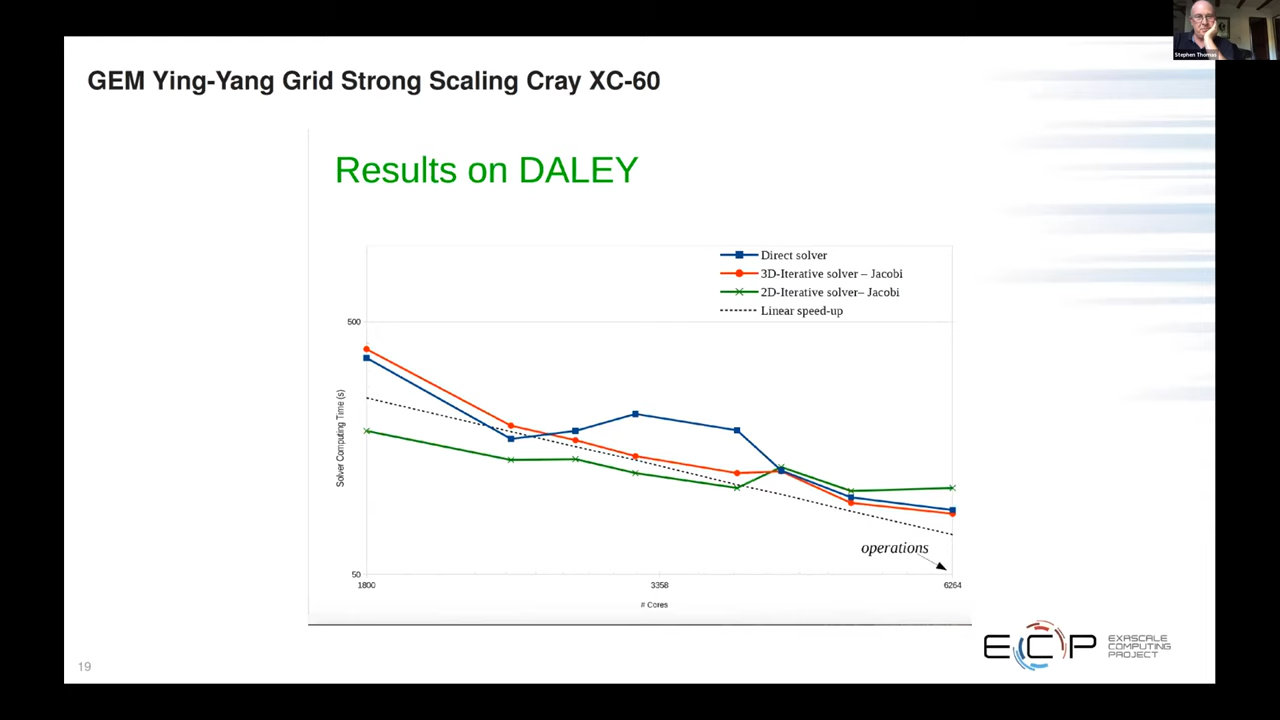 Stephen Thomas
GEM Ying-Yang Grid Strong Scaling Cray XC-60
Results on DALEY
Direct solver
3D-Iterative solver – Jacobi
2D-Iterative solver– Jacobi
Linear speed-up
500
Solver Computing Time (s)
operations
50
1800
3358
6264
# Cores
ECP
EXASCALE
COMPUTING
PROJECT
19